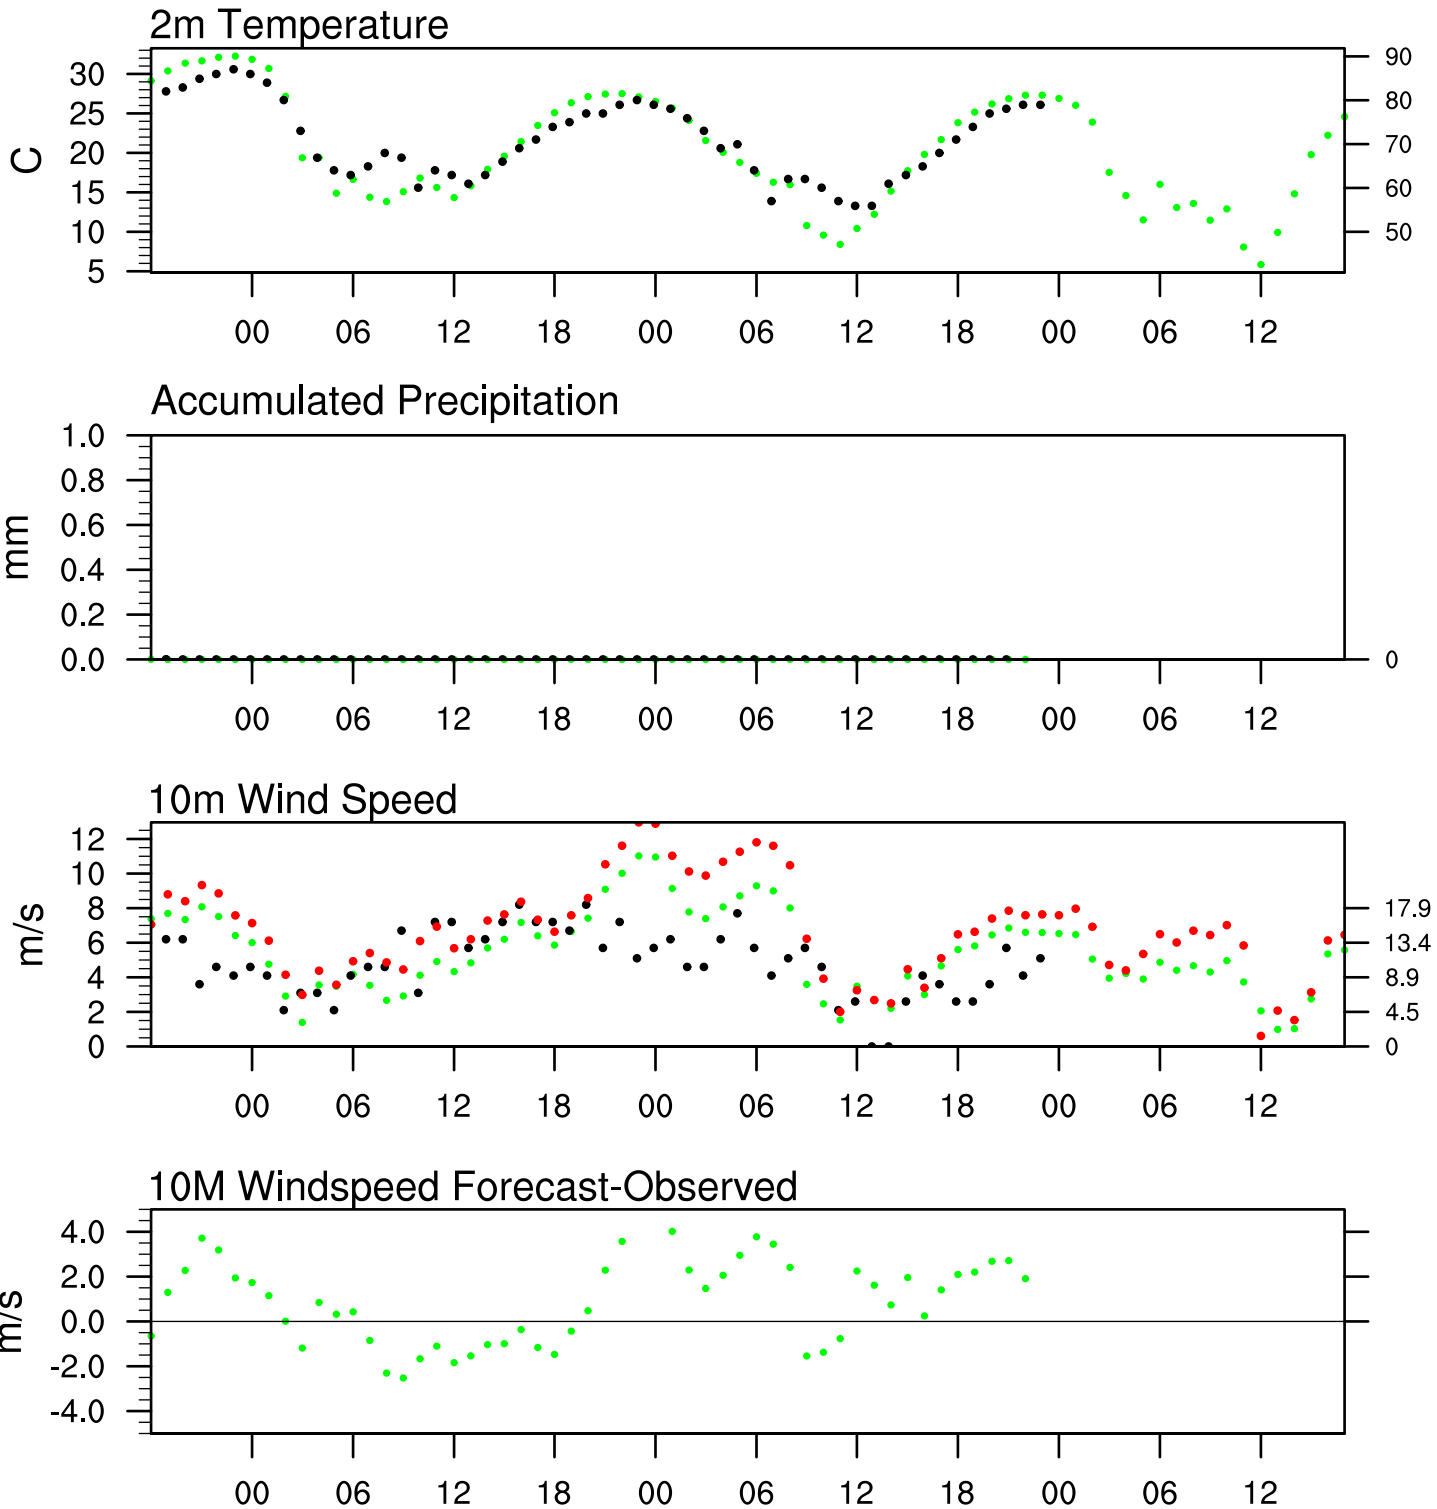 2m Temperature
30
25
20
15
10
5
C
90
80
70
60
50
00 06 12 18 00 06 12 18 00 06 12
Accumulated Precipitation
1.0
0.8
0.6
0.4
0.2
0.0
mm
0
00 06 12 18 00 06 12 18 00 06 12
10m Wind Speed
12
10
8
6
4
2
0
m/s
17.9
13.4
8.9
4.5
0
00 06 12 18 00 06 12 18 00 06 12
10M Windspeed Forecast-Observed
4.0
2.0
0.0
-2.0
-4.0
m/s
00 06 12 18 00 06 12 18 00 06 12